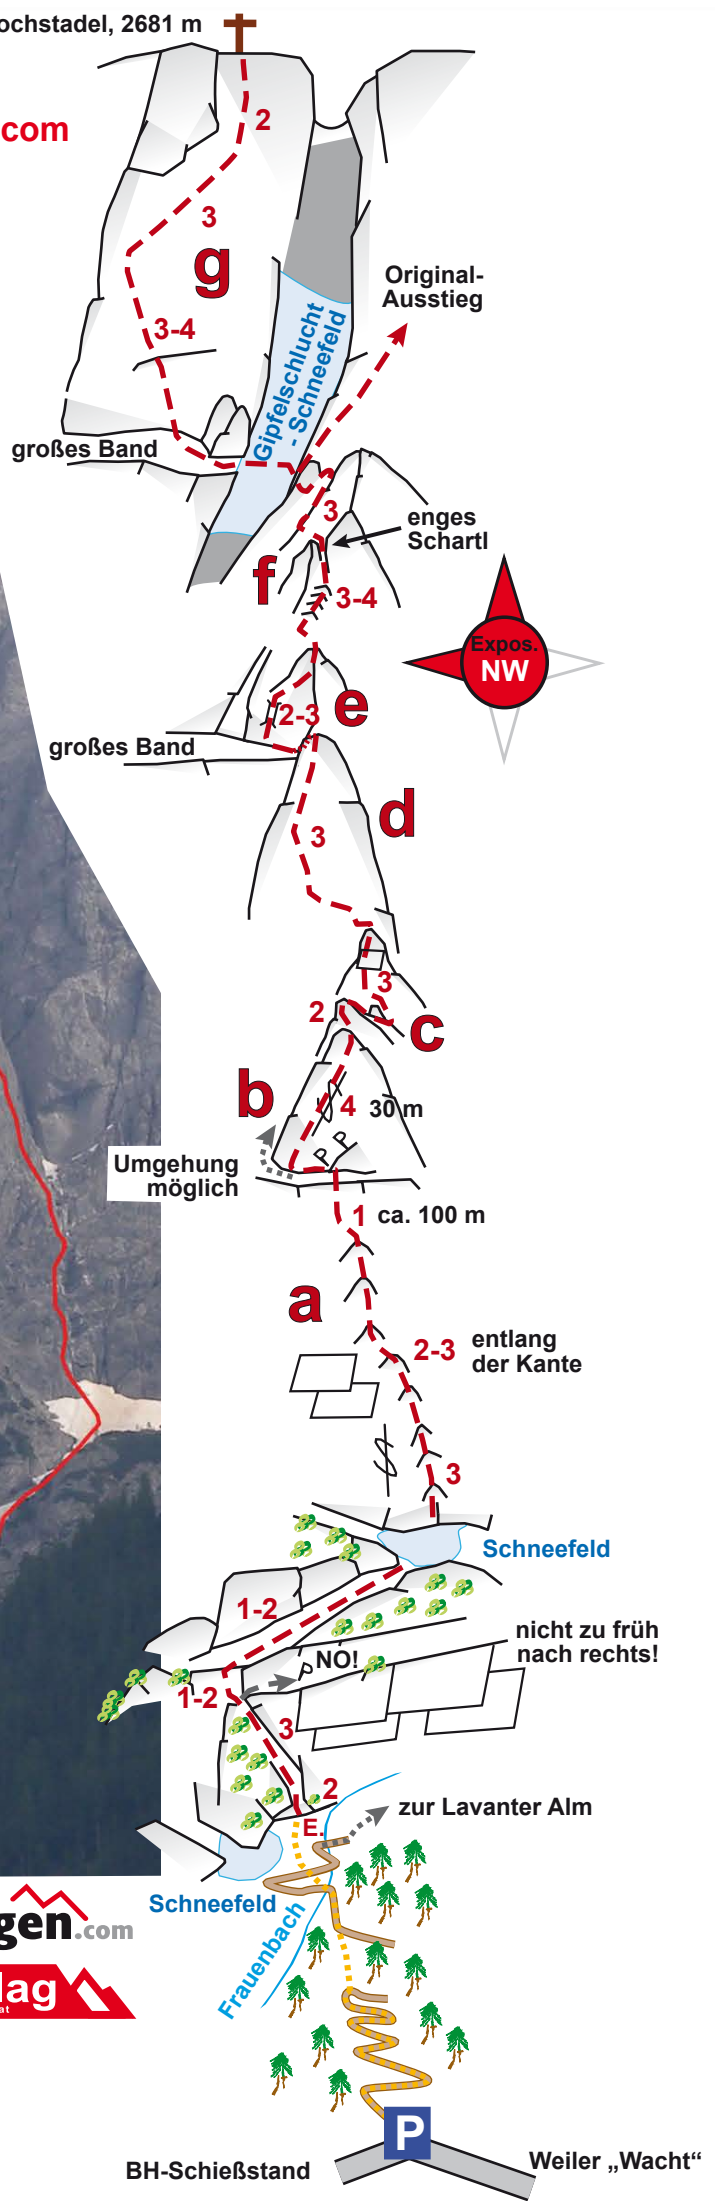 ochstadel, 2681 m
2
com
3
g
Original-
Ausstieg
3-4
Gipfelschlucht
- Schneefeld
großes Band
3
enges
Schartl
f
3-4
Expos.
NW
e
2-3
großes Band
d
3
3
2
c
b
4 30 m
Umgehung
möglich
1 ca. 100 m
a
2-3
entlang
der Kante
3
Schneefeld
1-2
nicht zu früh
nach rechts!
NO!
1-2
3
2
zur Lavanter Alm
E.
Schneefeld
gen.com
Frauenbach
lag
at
P
Weiler „Wacht“
BH-Schießstand